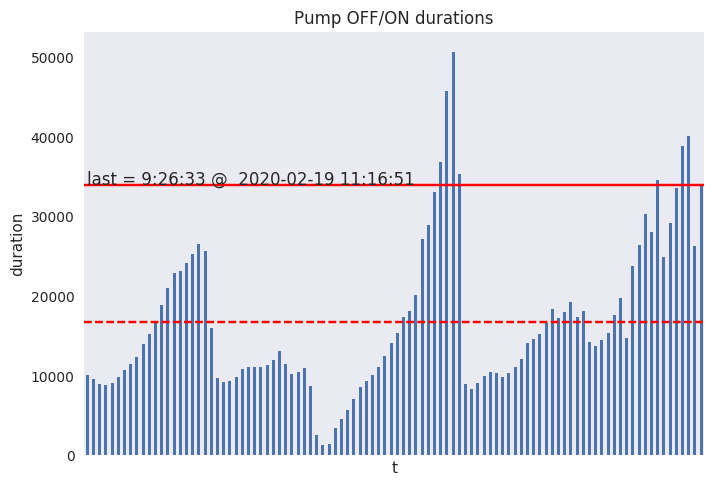 Pump OFF/ON durations
50000
40000
last = 9:26:33 @  2020-02-19 11:16:51
30000
duration
20000
10000
0
t